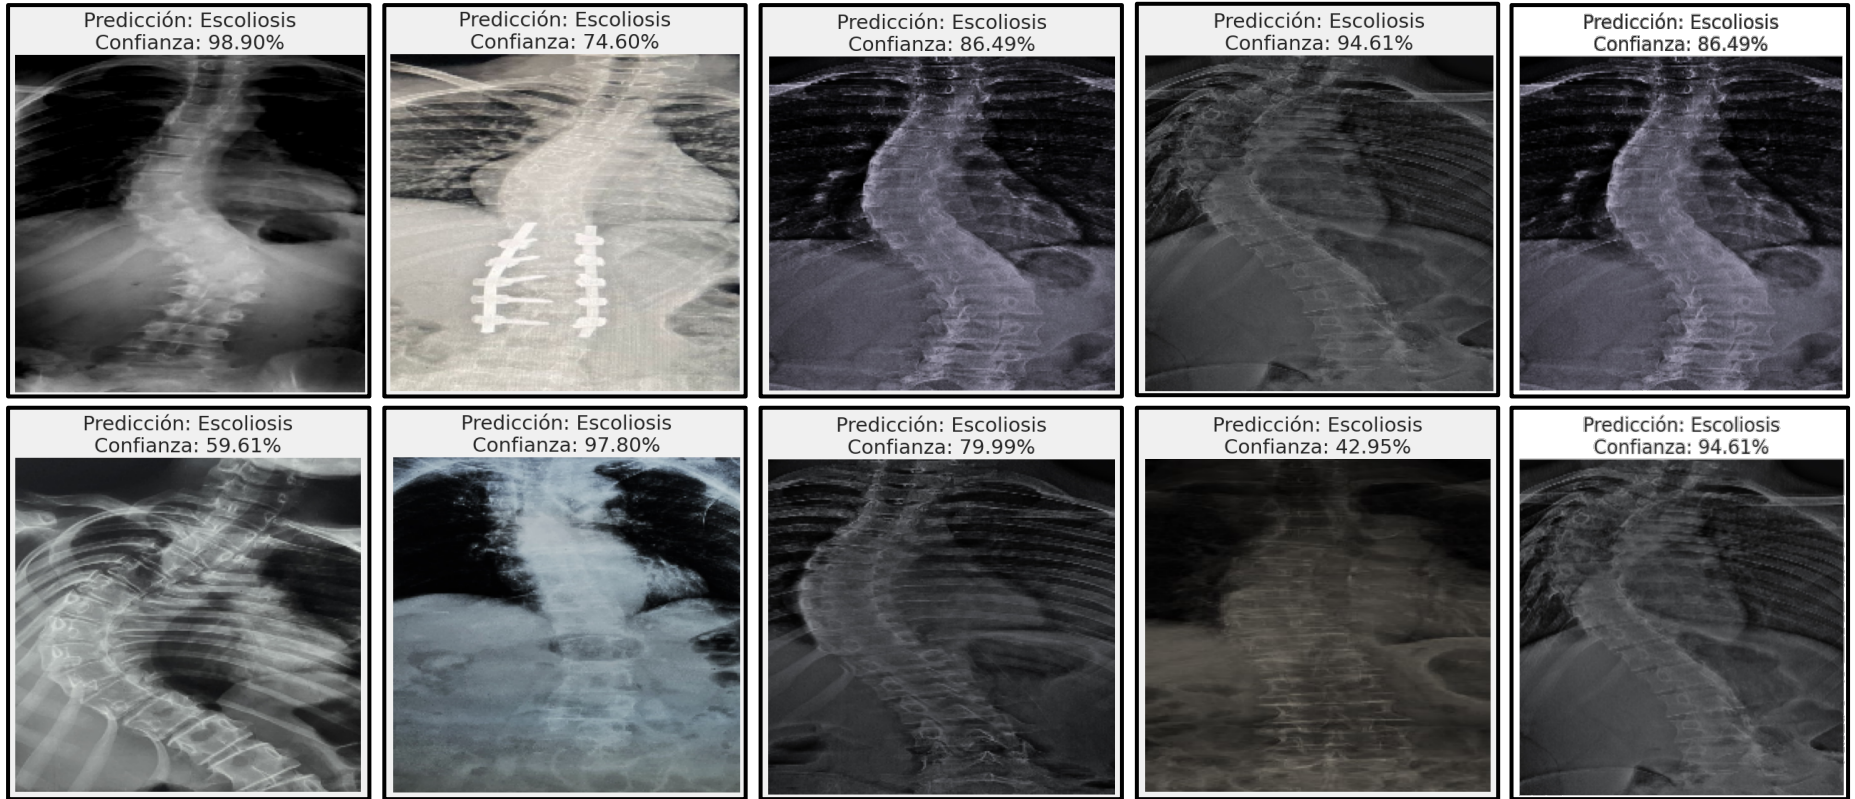 Predicción: Escoliosis
Confianza: 98.90%
Predicción: Escoliosis
Confianza: 74.60%
Predicción: Escoliosis
Confianza: 86.49%
Predicción: Escoliosis
Confianza: 94.61%
Predicción: Escoliosis
Confianza: 86.49%
Predicción: Escoliosis
Confianza: 59.61%
Predicción: Escoliosis
Confianza: 97.80%
Predicción: Escoliosis
Confianza: 79.99%
Predicción: Escoliosis
Confianza: 42.95%
Predicción: Escoliosis
Confianza: 94.61%